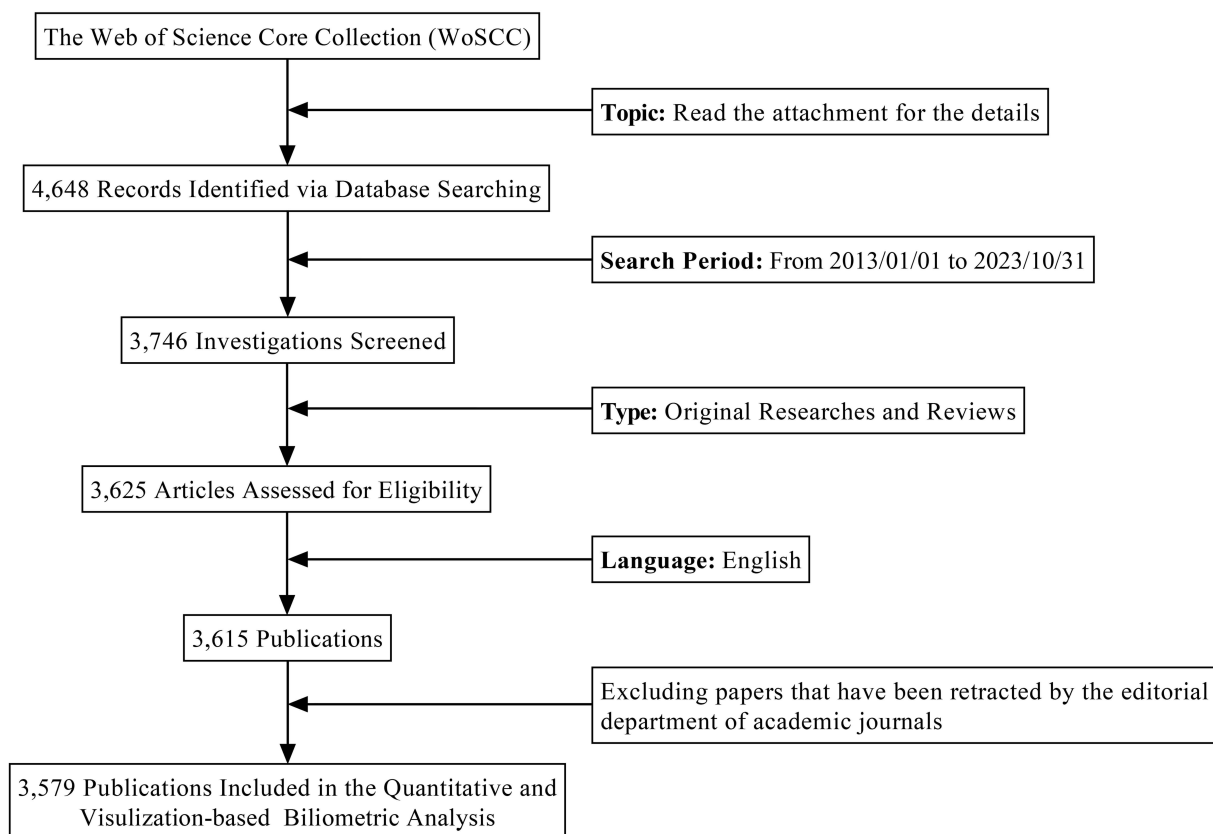 The Web of Science Core Collection (WoSCC)
Topic: Read the attachment for the details
4,648 Records Identified via Database Searching
Search Period: From 2013/01/01 to 2023/10/31
3,746 Investigations Screened
Type: Original Researches and Reviews
3,625 Articles Assessed for Eligibility
Language: English
3,615 Publications
Excluding papers that have been retracted by the editorial
department of academic journals
3,579 Publications Included in the Quantitative and
Visulization-based Biliometric Analysis